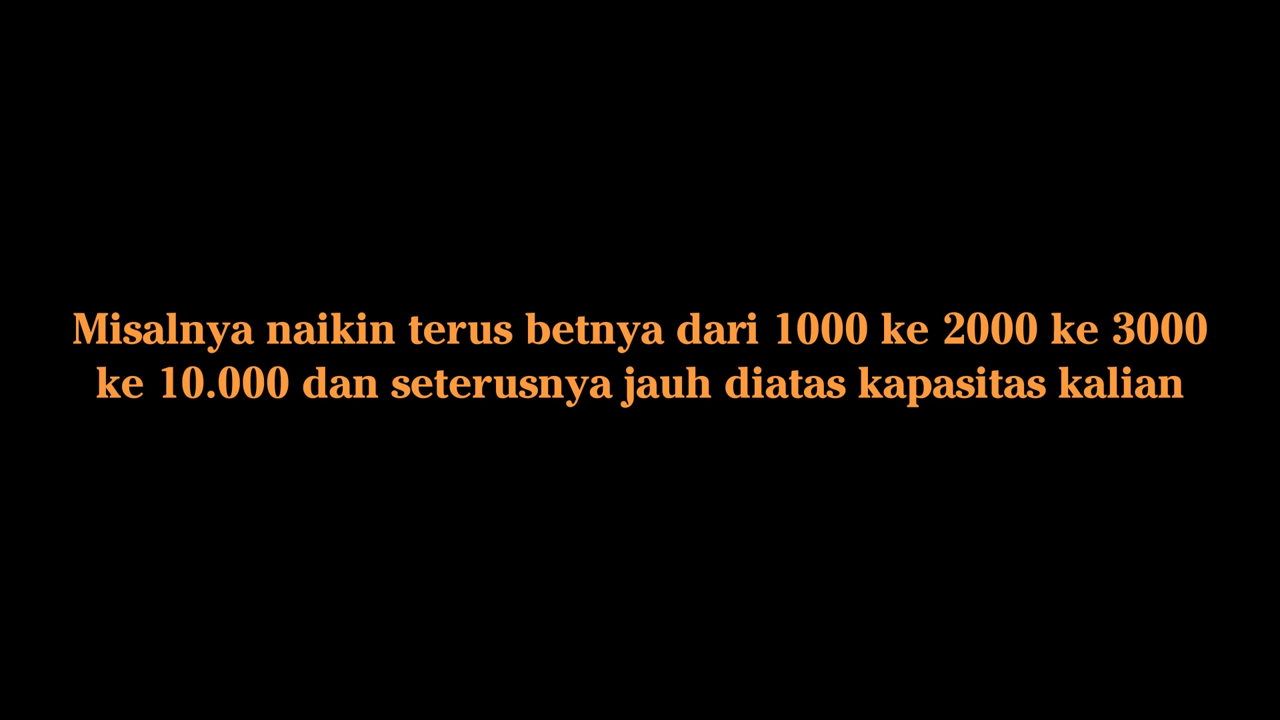 Misalnya naikin terus betnya dari 1000 ke 2000 ke 3000
ke 10.000 dan seterusnya jauh diatas kapasitas kalian